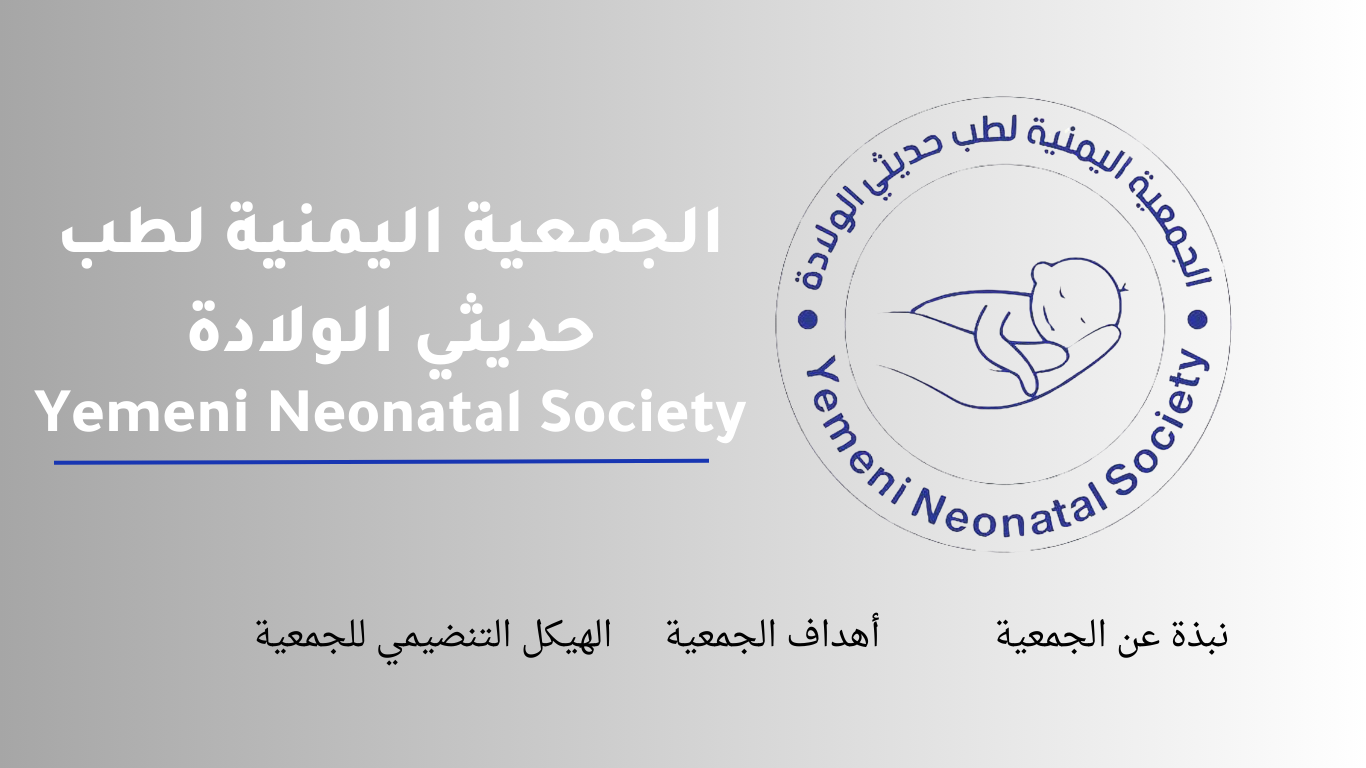 الجمعية اليمنية لطب
حديثي الولادة
Yemeni Neonatal Society
الجمعية اليمنية لطب حديثي الولادة
Yemeni Neonatal Society
نبذة عن الجمعية
أهداف الجمعية
الهيكل التنضيمي للجمعية